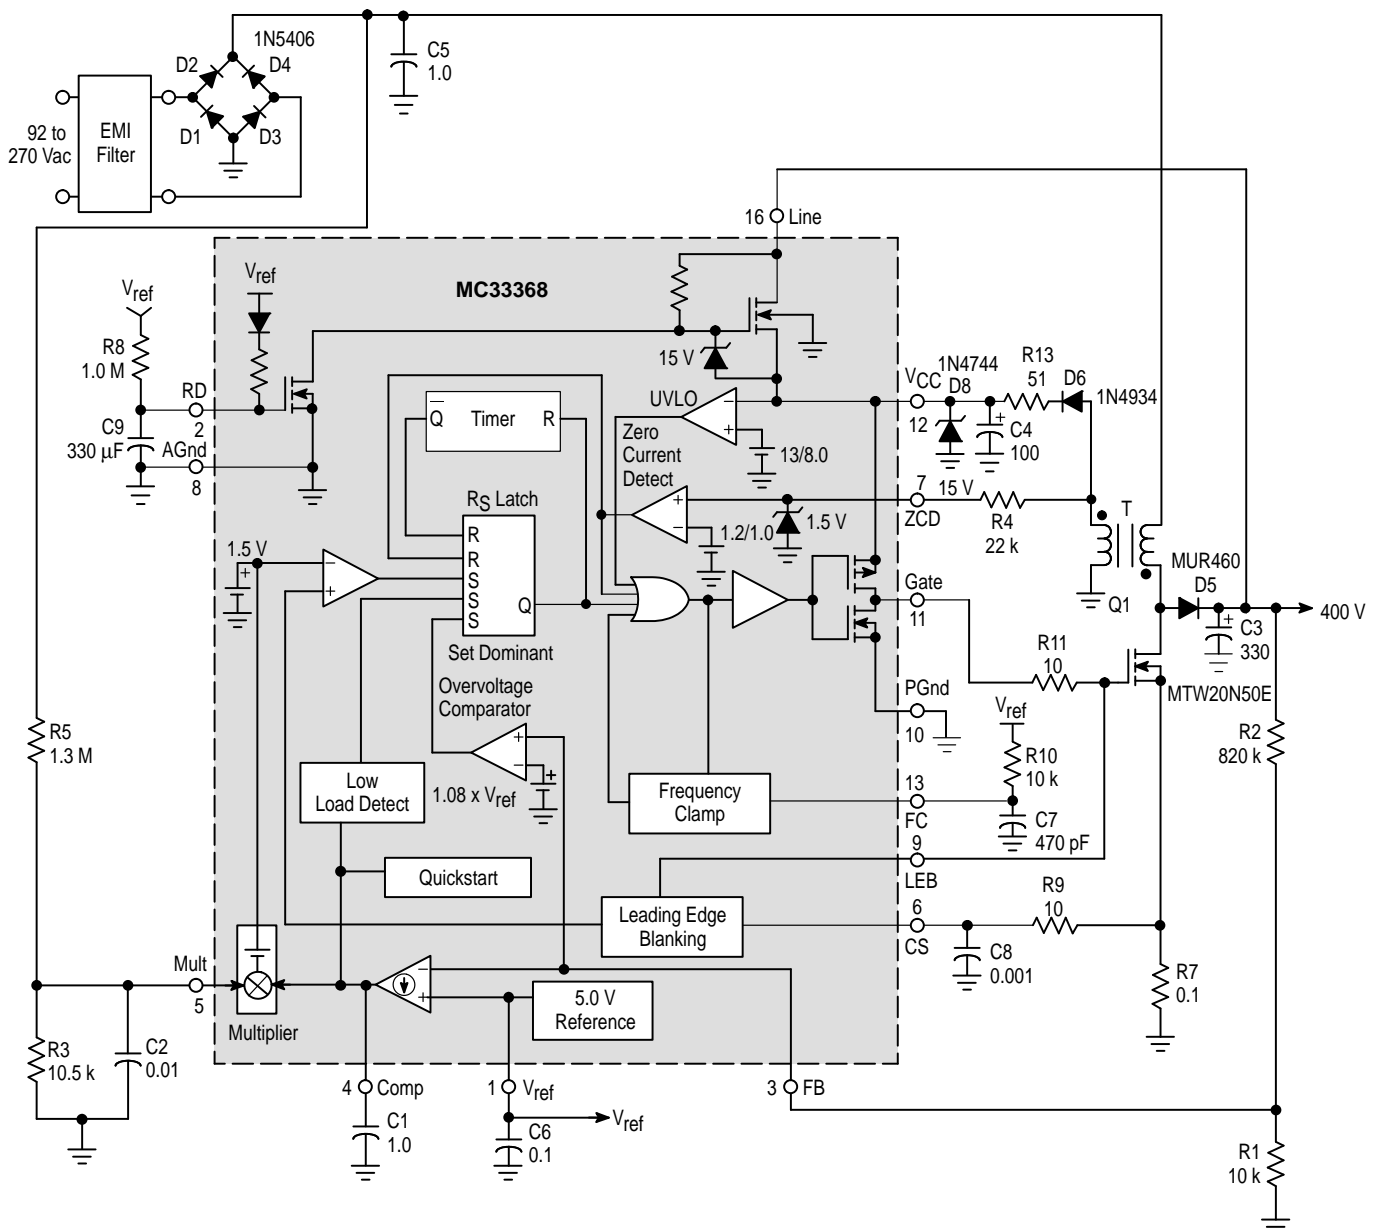 1N5406
D2
D4
C5
1.0
92 to
270 Vac
EMI
Filter
D1
D3
16
Line
MC33368
Vref
Vref
R8
1.0 M
RD
2
C9
330 µF
AGnd
8
15 V
VCC
12
1N4744
D8
R13
51
D6
1N4934
C4
100
UVLO
13/8.0
Q
Timer
R
Zero
Current
Detect
7
15 V
ZCD
R4
22 k
T
1.2/1.0
1.5 V
RS Latch
R
R
S
S
S
Q
Set Dominant
1.5 V
Gate
11
MUR460
D5
Q1
400 V
C3
330
R11
10
MTW20N50E
Overvoltage
Comparator
PGnd
10
Vref
R10
10 k
R2
820 k
R5
1.3 M
Low
Load Detect
1.08 x Vref
Frequency
Clamp
13
FC
C7
470 pF
9
LEB
Quickstart
Leading Edge
Blanking
6
CS
R9
10
C8
0.001
R7
0.1
Mult
5
Multiplier
5.0 V
Reference
R3
10.5 k
C2
0.01
4
Comp
1
Vref
3
FB
C1
1.0
Vref
C6
0.1
R1
10 k